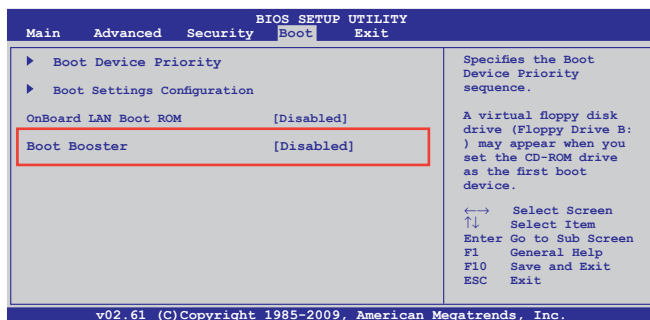 BIOS SETUP UTILITY
Main Advanced Security Boot Exit
Boot Device Priority
Boot Settings Configuration
OnBoard LAN Boot ROM [Disabled]
Boot Booster [Disabled]
Specifies the Boot
Device Priority
sequence.
A virtual floppy disk
drive (Floppy Drive B:
) may appear when you
set the CD-ROM drive
as the first boot
device.
←→ Select Screen
↑↓ Select Item
Enter Go to Sub Screen
F1 General Help
F10 Save and Exit
ESC Exit
v02.61 (C)Copyright 1985-2009, American Megatrends, Inc.